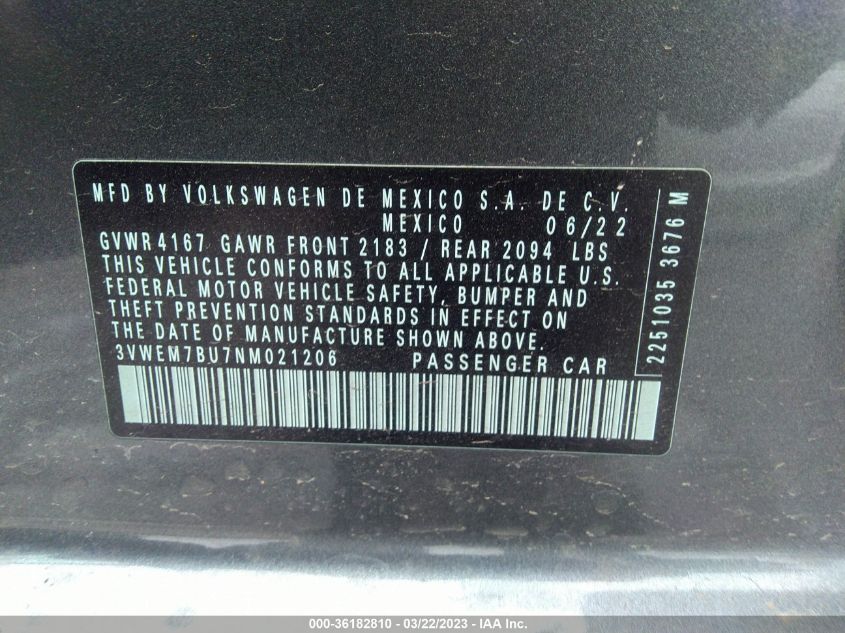 MFD BY VOLKSWAGEN DE MEXICO S.A. DE C.V.
MEXICO 06/22
GVWR 4167 GAWR FRONT 2183 / REAR 2094 LBS
THIS VEHICLE CONFORMS TO ALL APPLICABLE U.S.
FEDERAL MOTOR VEHICLE SAFETY, BUMPER AND
THEFT PREVENTION STANDARDS IN EFFECT ON
THE DATE OF MANUFACTURE SHOWN ABOVE.
3VWEM7BU7NM021206 PASSENGER CAR
2251035 3676 M
000-36182810 - 03/22/2023 - IAA Inc.